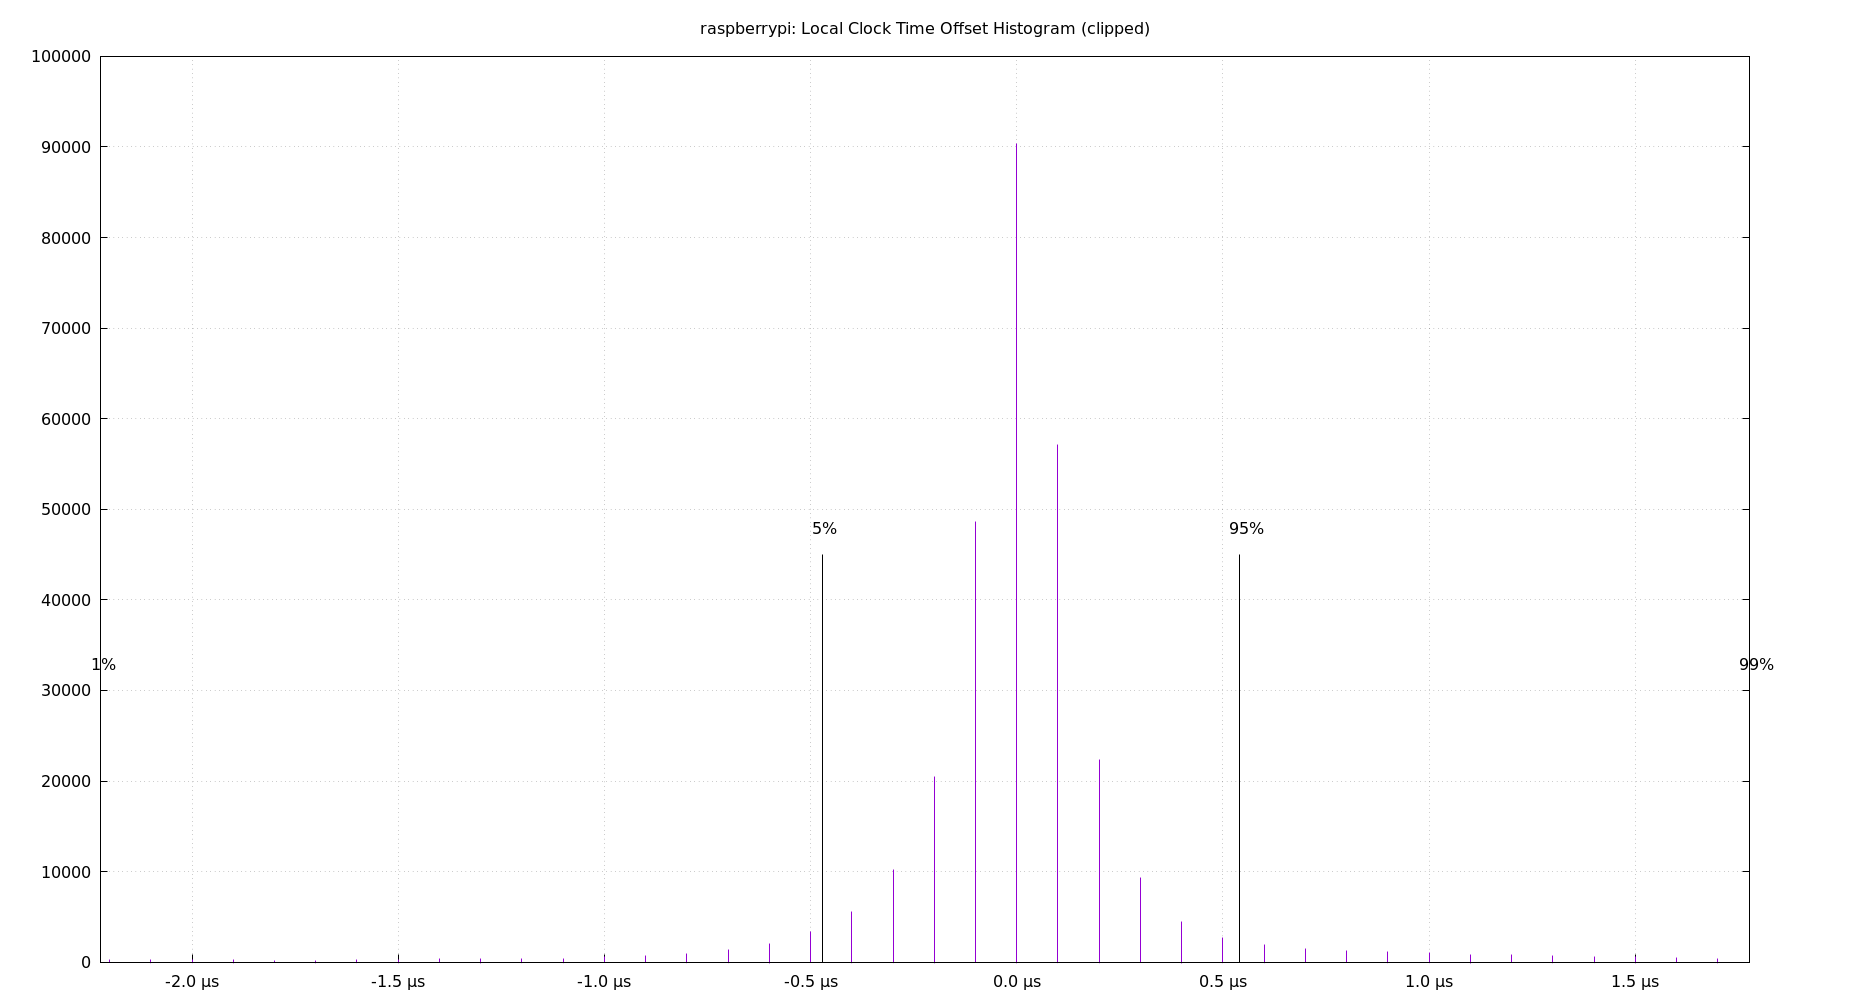 raspberrypi: Local Clock Time Offset Histogram (clipped)
100000
90000
80000
70000
60000
50000
5%
95%
40000
1%
99%
30000
20000
10000
0
-2.0 µs
-1.5 µs
-1.0 µs
-0.5 µs
0.0 µs
0.5 µs
1.0 µs
1.5 µs